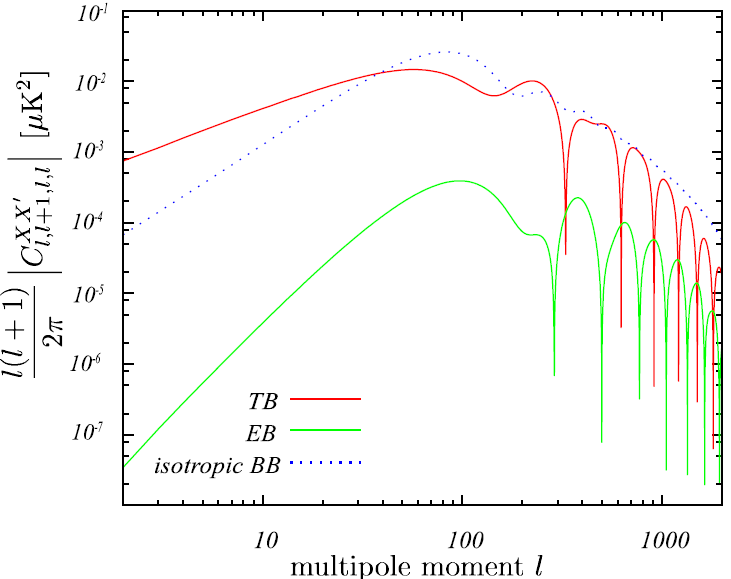 10^-1
10^-2
10^-3
10^-4
10^-5
10^-6
10^-7
l(l + 1)/2π |C^{XX'}_{l,l+1,l,l}| [μK^2]
TB
EB
isotropic BB
10 100 1000
multipole moment l